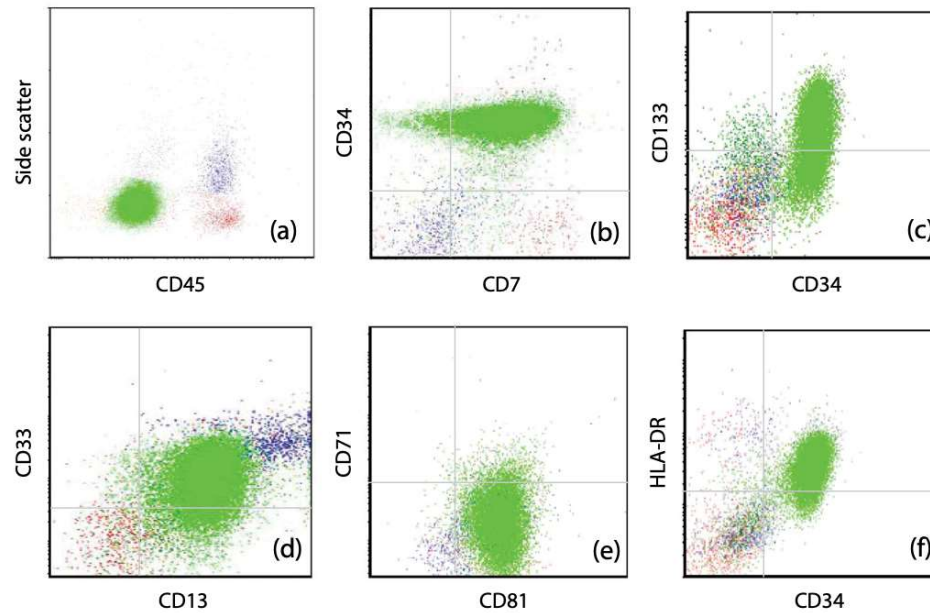 Side scatter
(a)
CD45
CD34
(b)
CD7
CD133
(c)
CD34
CD33
(d)
CD13
CD71
(e)
CD81
HLA-DR
(f)
CD34